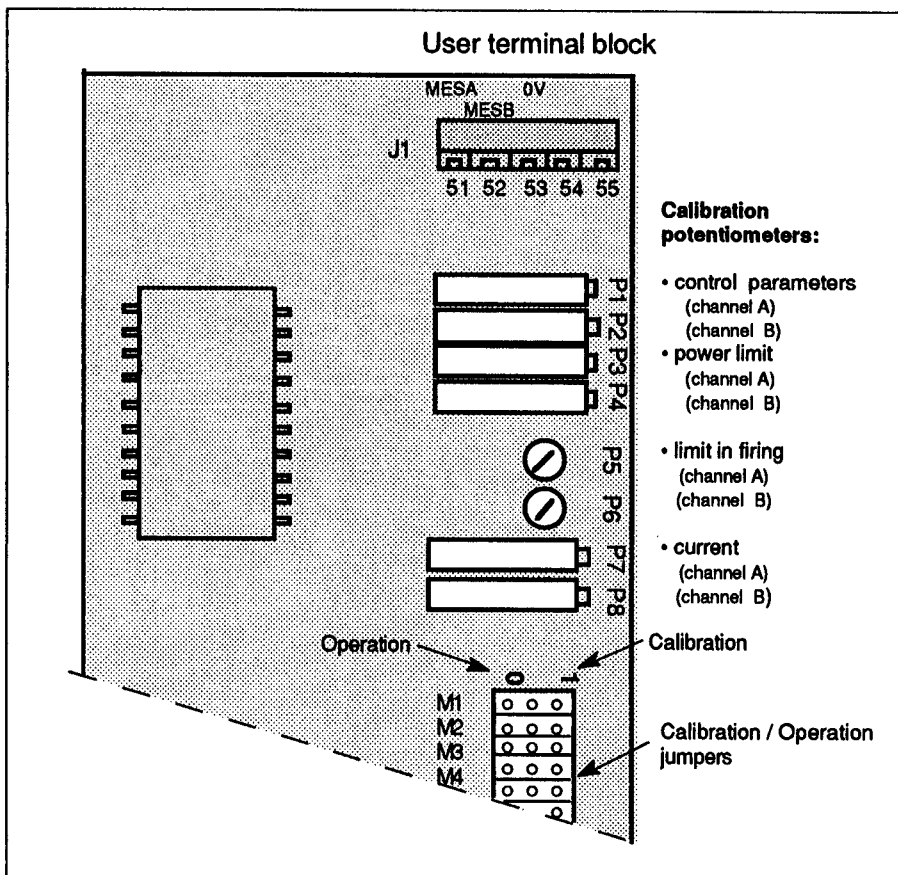 User terminal block
MESA 0V
MESB
J1
51 52 53 54 55
Calibration
potentiometers:
P1
• control parameters
(channel A)
P2
(channel B)
P3
• power limit
(channel A)
P4
(channel B)
P5
• limit in firing
(channel A)
P6
(channel B)
P7
• current
(channel A)
P8
(channel B)
Operation
Calibration
0 1
M1
M2
M3
M4
Calibration / Operation
jumpers